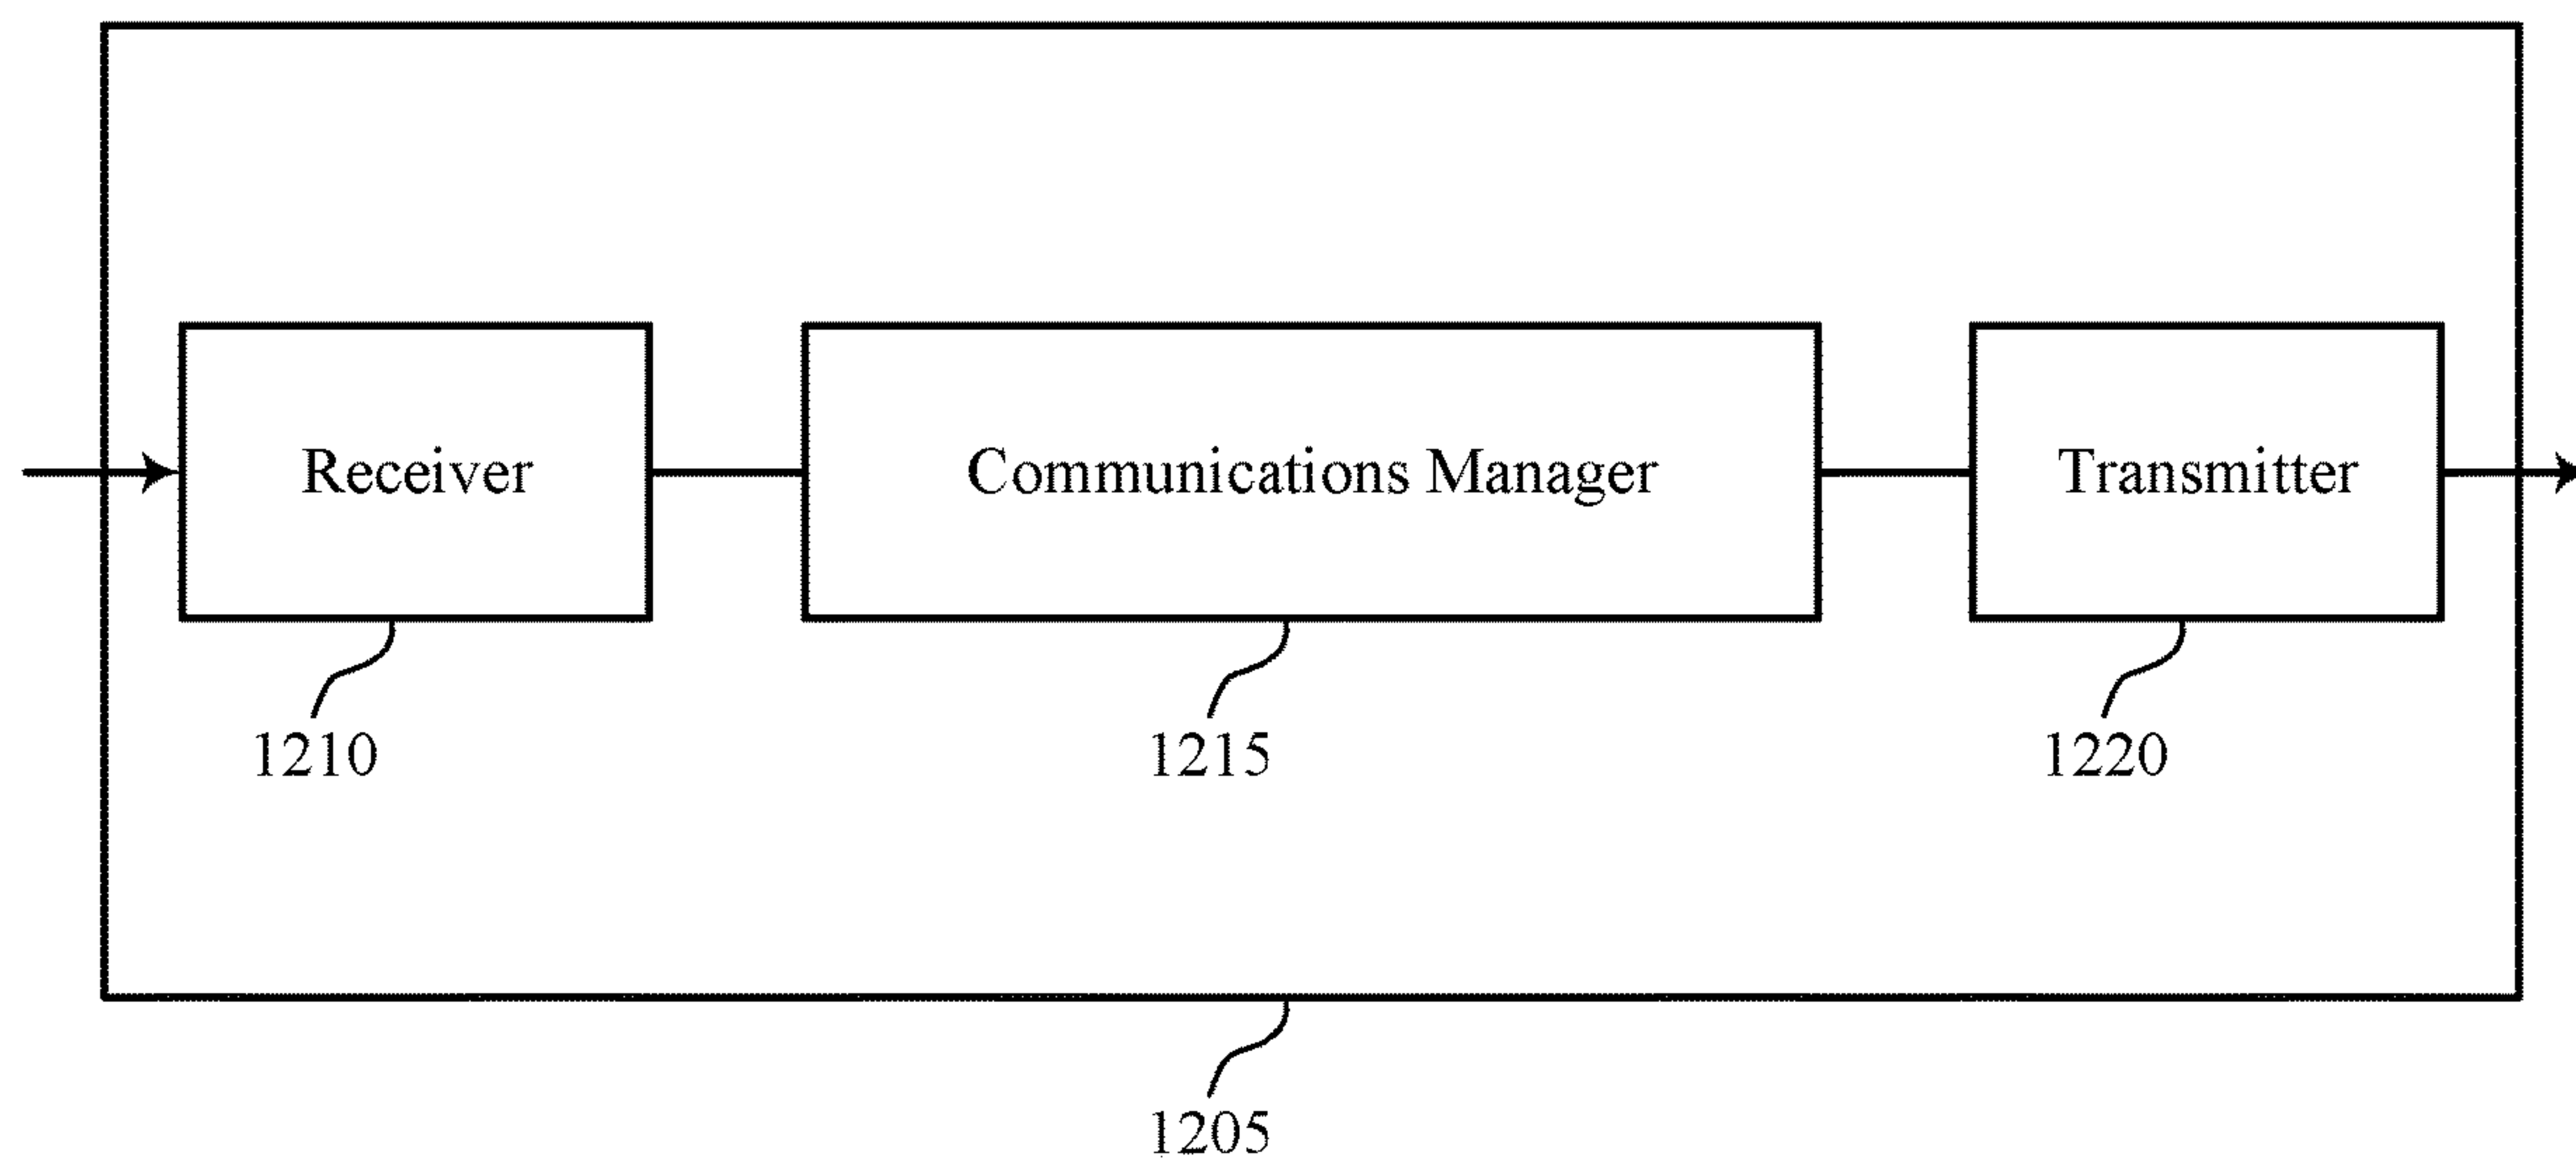 Receiver
Communications Manager
Transmitter
1210
1215
1220
1205